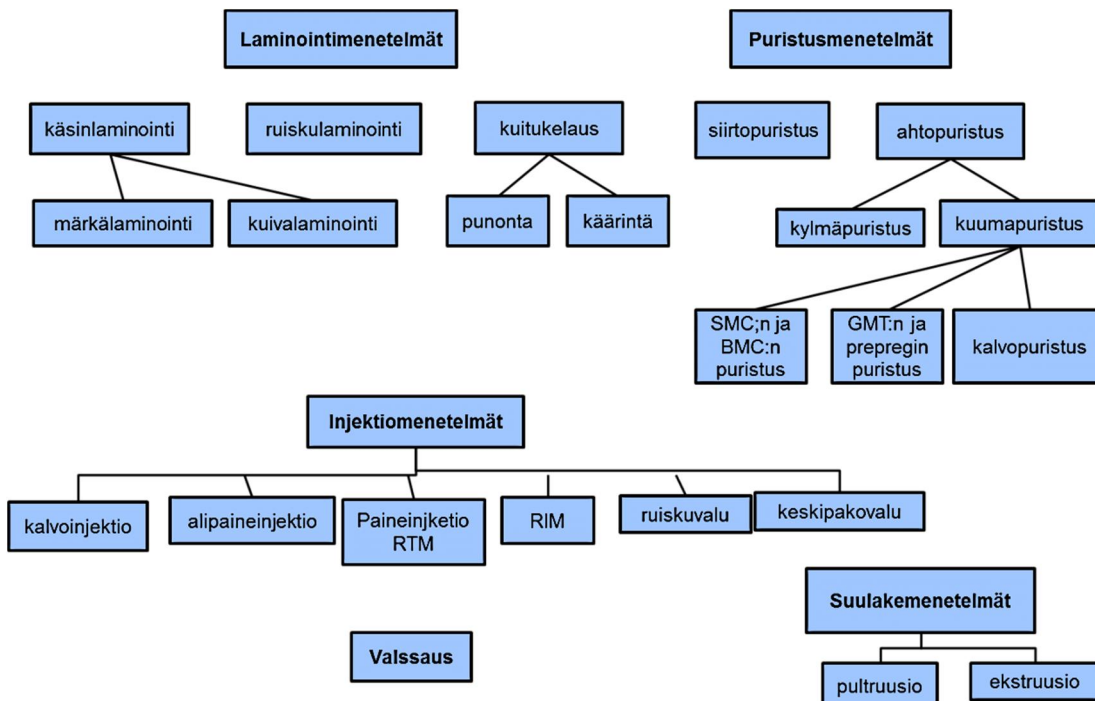 Laminointimenetelmät
Puristusmenetelmät
käsinlaminointi
ruiskulaminointi
kuitukelaus
siirtopuristus
ahtopuristus
märkälaminointi
kuivalaminointi
punonta
käärintä
kylmäpuristus
kuumapuristus
SMC;n ja
BMC:n
puristus
GMT:n ja
prepregin
puristus
kalvopuristus
Injektiomenetelmät
kalvoinjektio
alipaineinjektio
Paineinjketio
RTM
RIM
ruiskuvalu
keskipakovalu
Suulakemenetelmät
Valssaus
pultruusio
ekstruusio